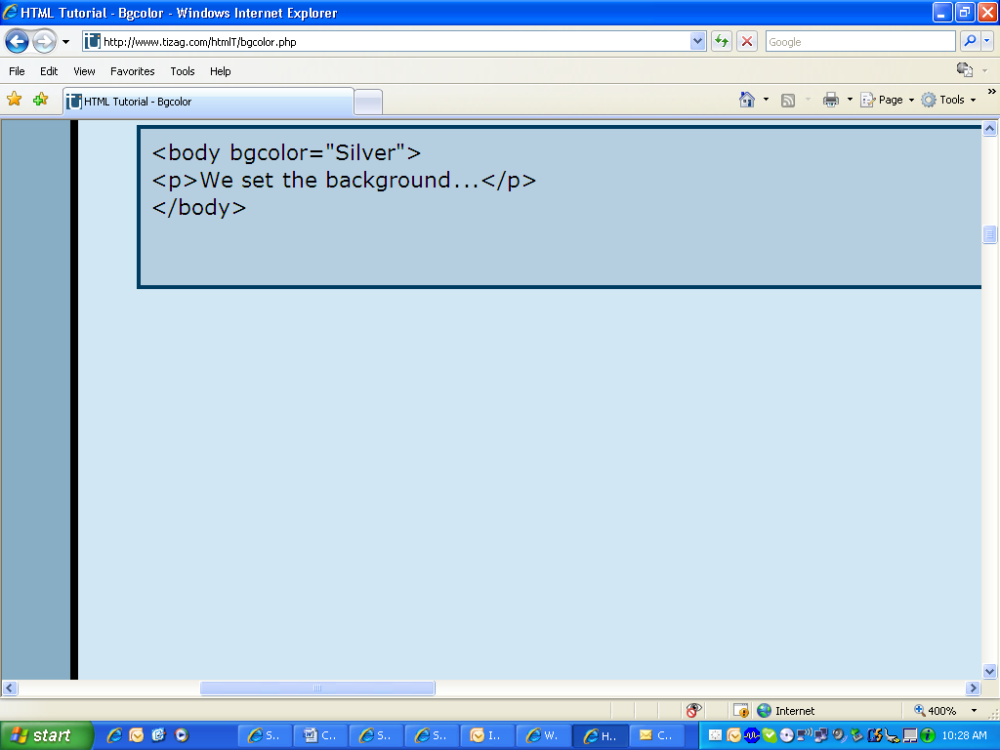 HTML Tutorial - Bgcolor - Windows Internet Explorer
http://www.tizag.com/htmlT/bgcolor.php
Google
File Edit View Favorites Tools Help
HTML Tutorial - Bgcolor
Page
Tools
<body bgcolor="Silver">
<p>We set the background...</p>
</body>
Internet
400%
start
S..
C..
S..
S..
I..
W.
H..
C..
10:28 AM